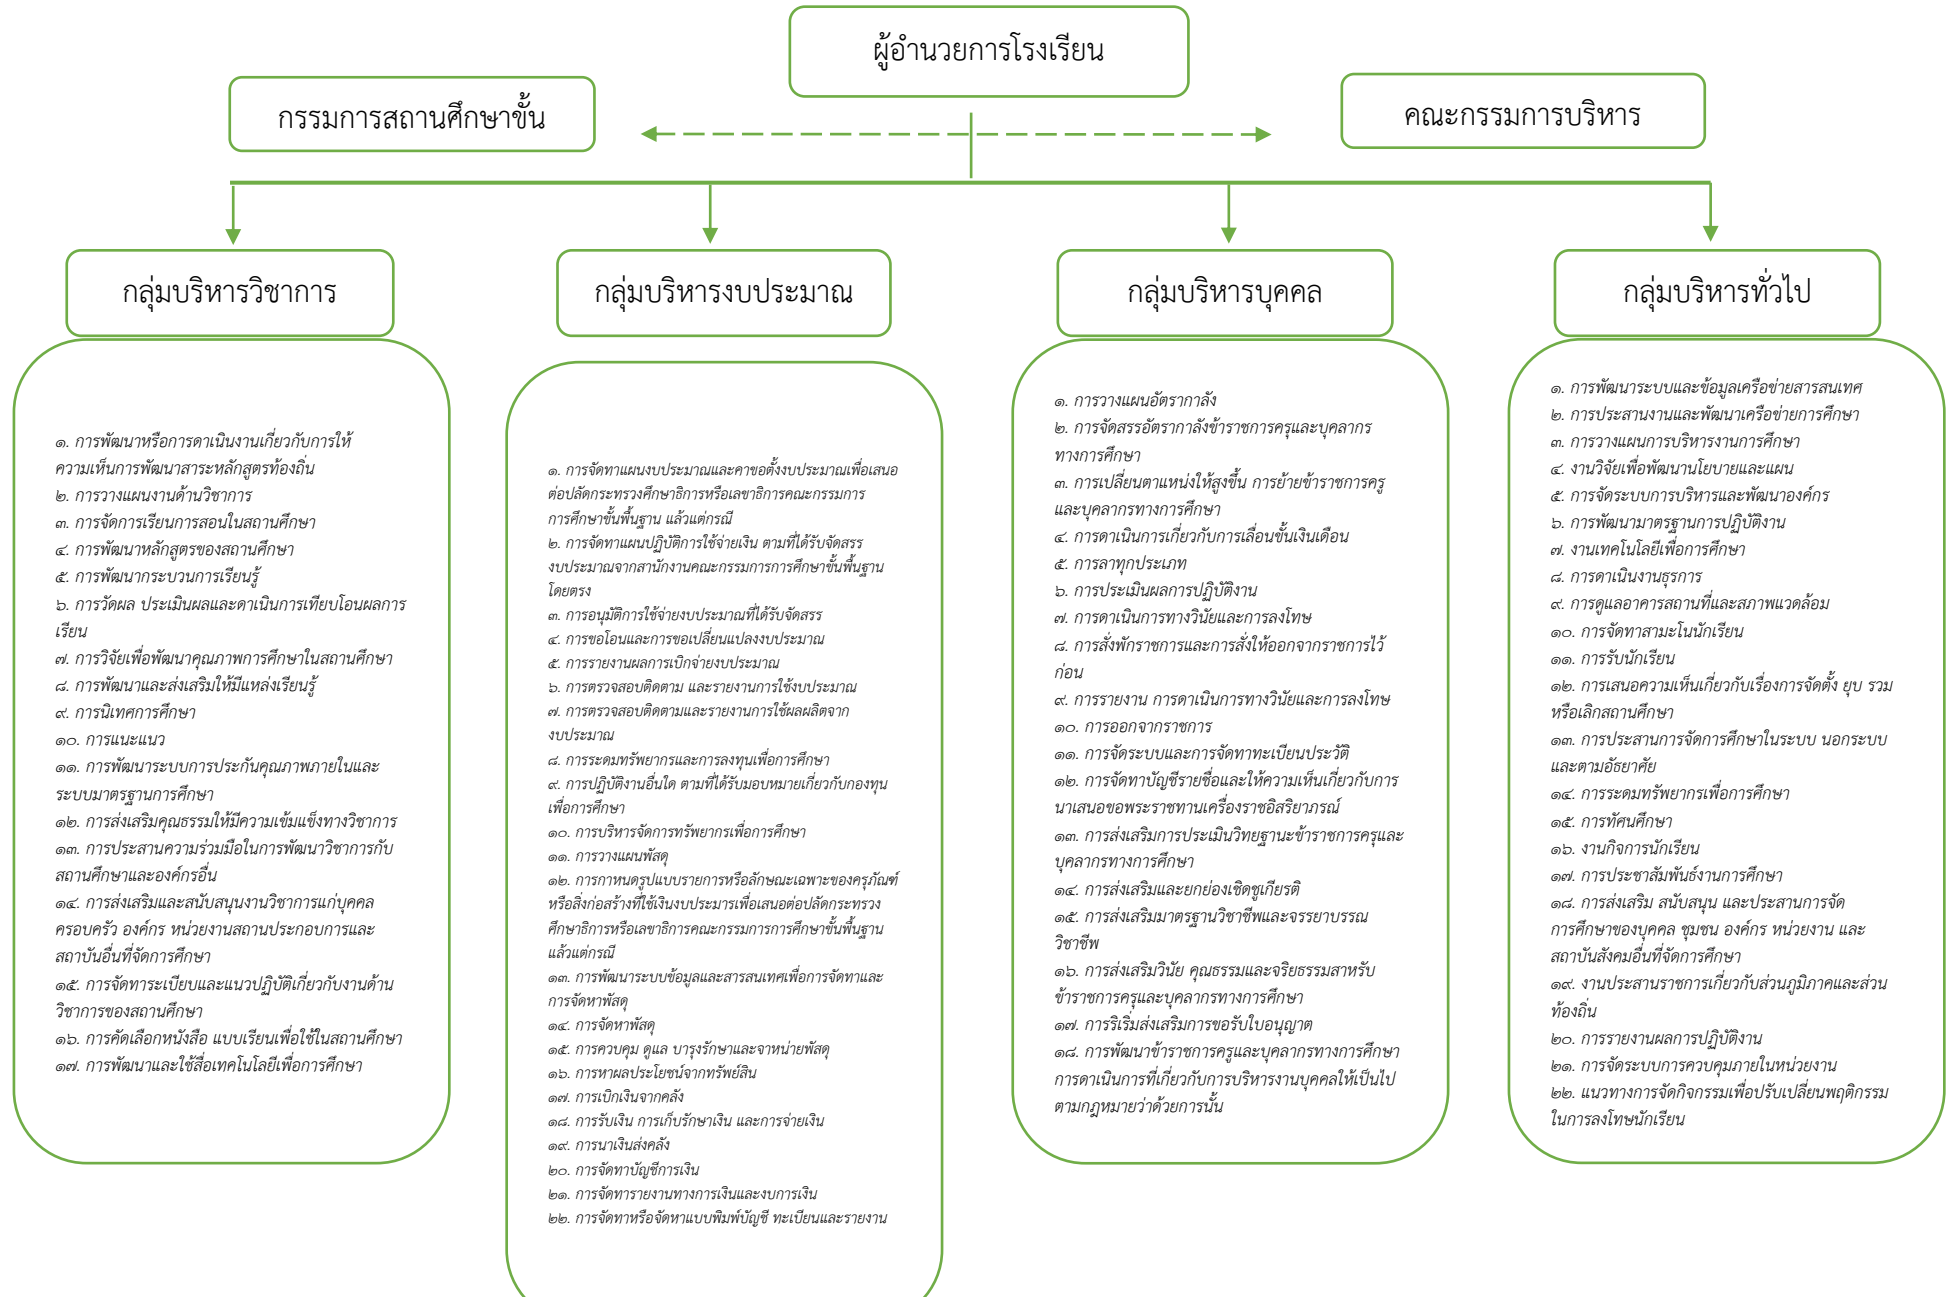 ผู้อำนวยการโรงเรียน
กรรมการสถานศึกษาขั้น
คณะกรรมการบริหาร
กลุ่มบริหารวิชาการ
๑. การพัฒนาหรือการดาเนินงานเกี่ยวกับการให้
ความเห็นการพัฒนาสาระหลักสูตรท้องถิ่น
๒. การวางแผนงานด้านวิชาการ
๓. การจัดการเรียนการสอนในสถานศึกษา
๔. การพัฒนาหลักสูตรของสถานศึกษา
๕. การพัฒนากระบวนการเรียนรู้
๖. การวัดผล ประเมินผลและดาเนินการเทียบโอนผลการ
เรียน
๗. การวิจัยเพื่อพัฒนาคุณภาพการศึกษาในสถานศึกษา
๘. การพัฒนาและส่งเสริมให้มีแหล่งเรียนรู้
๙. การนิเทศการศึกษา
๑๐. การแนะแนว
๑๑. การพัฒนาระบบการประกันคุณภาพภายในและ
ระบบมาตรฐานการศึกษา
๑๒. การส่งเสริมคุณธรรมให้มีความเข้มแข็งทางวิชาการ
๑๓. การประสานความร่วมมือในการพัฒนาวิชาการกับ
สถานศึกษาและองค์กรอื่น
๑๔. การส่งเสริมและสนับสนุนงานวิชาการแก่บุคคล
ครอบครัว องค์กร หน่วยงานสถานประกอบการและ
สถาบันอื่นที่จัดการศึกษา
๑๕. การจัดทาระเบียบและแนวปฏิบัติเกี่ยวกับงานด้าน
วิชาการของสถานศึกษา
๑๖. การคัดเลือกหนังสือ แบบเรียนเพื่อใช้ในสถานศึกษา
๑๗. การพัฒนาและใช้สื่อเทคโนโลยีเพื่อการศึกษา
กลุ่มบริหารงบประมาณ
๑. การจัดทาแผนงบประมาณและคาขอตั้งงบประมาณเพื่อเสนอ
ต่อปลัดกระทรวงศึกษาธิการหรือเลขาธิการคณะกรรมการ
การศึกษาขั้นพื้นฐาน แล้วแต่กรณี
๒. การจัดทาแผนปฏิบัติการใช้จ่ายเงิน ตามที่ได้รับจัดสรร
งบประมาณจากสานักงานคณะกรรมการการศึกษาขั้นพื้นฐาน
โดยตรง
๓. การอนุมัติการใช้จ่ายงบประมาณที่ได้รับจัดสรร
๔. การขอโอนและการขอเปลี่ยนแปลงงบประมาณ
๕. การรายงานผลการเบิกจ่ายงบประมาณ
๖. การตรวจสอบติดตาม และรายงานการใช้งบประมาณ
๗. การตรวจสอบติดตามและรายงานการใช้ผลผลิตจาก
งบประมาณ
๘. การระดมทรัพยากรและการลงทุนเพื่อการศึกษา
๙. การปฏิบัติงานอื่นใด ตามที่ได้รับมอบหมายเกี่ยวกับกองทุน
เพื่อการศึกษา
๑๐. การบริหารจัดการทรัพยากรเพื่อการศึกษา
๑๑. การวางแผนพัสดุ
๑๒. การกาหนดรูปแบบรายการหรือลักษณะเฉพาะของครุภัณฑ์
หรือสิ่งก่อสร้างที่ใช้เงินงบประมารเพื่อเสนอต่อปลัดกระทรวง
ศึกษาธิการหรือเลขาธิการคณะกรรมการการศึกษาขั้นพื้นฐาน
แล้วแต่กรณี
๑๓. การพัฒนาระบบข้อมูลและสารสนเทศเพื่อการจัดทาและ
การจัดหาพัสดุ
๑๔. การจัดหาพัสดุ
๑๕. การควบคุม ดูแล บารุงรักษาและจาหน่ายพัสดุ
๑๖. การหาผลประโยชน์จากทรัพย์สิน
๑๗. การเบิกเงินจากคลัง
๑๘. การรับเงิน การเก็บรักษาเงิน และการจ่ายเงิน
๑๙. การนาเงินส่งคลัง
๒๐. การจัดทาบัญชีการเงิน
๒๑. การจัดทารายงานทางการเงินและงบการเงิน
๒๒. การจัดทาหรือจัดหาแบบพิมพ์บัญชี ทะเบียนและรายงาน
กลุ่มบริหารบุคคล
๑. การวางแผนอัตรากาลัง
๒. การจัดสรรอัตรากาลังข้าราชการครุและบุคลากร
ทางการศึกษา
๓. การเปลี่ยนตาแหน่งให้สูงขึ้น การย้ายข้าราชการครู
และบุคลากรทางการศึกษา
๔. การดาเนินการเกี่ยวกับการเลื่อนขั้นเงินเดือน
๕. การลาทุกประเภท
๖. การประเมินผลการปฏิบัติงาน
๗. การดาเนินการทางวินัยและการลงโทษ
๘. การสั่งพักราชการและการสั่งให้ออกจากราชการไว้
ก่อน
๙. การรายงาน การดาเนินการทางวินัยและการลงโทษ
๑๐. การออกจากราชการ
๑๑. การจัดระบบและการจัดทาทะเบียนประวัติ
๑๒. การจัดทาบัญชีรายชื่อและให้ความเห็นเกี่ยวกับการ
นาเสนอขอพระราชทานเครื่องราชอิสริยาภรณ์
๑๓. การส่งเสริมการประเมินวิทยฐานะข้าราชการครุและ
บุคลากรทางการศึกษา
๑๔. การส่งเสริมและยกย่องเชิดชูเกียรติ
๑๕. การส่งเสริมมาตรฐานวิชาชีพและจรรยาบรรณ
วิชาชีพ
๑๖. การส่งเสริมวินัย คุณธรรมและจริยธรรมสาหรับ
ข้าราชการครุและบุคลากรทางการศึกษา
๑๗. การริเริ่มส่งเสริมการขอรับใบอนุญาต
๑๘. การพัฒนาข้าราชการครูและบุคลากรทางการศึกษา
การดาเนินการที่เกี่ยวกับการบริหารงานบุคคลให้เป็นไป
ตามกฎหมายว่าด้วยการนั้น
กลุ่มบริหารทั่วไป
๑. การพัฒนาระบบและข้อมูลเครือข่ายสารสนเทศ
๒. การประสานงานและพัฒนาเครือข่ายการศึกษา
๓. การวางแผนการบริหารงานการศึกษา
๔. งานวิจัยเพื่อพัฒนานโยบายและแผน
๕. การจัดระบบการบริหารและพัฒนาองค์กร
๖. การพัฒนามาตรฐานการปฏิบัติงาน
๗. งานเทคโนโลยีเพื่อการศึกษา
๘. การดาเนินงานธุรการ
๙. การดูแลอาคารสถานที่และสภาพแวดล้อม
๑๐. การจัดทาสามะโนนักเรียน
๑๑. การรับนักเรียน
๑๒. การเสนอความเห็นเกี่ยวกับเรื่องการจัดตั้ง ยุบ รวม
หรือเลิกสถานศึกษา
๑๓. การประสานการจัดการศึกษาในระบบ นอกระบบ
และตามอัธยาศัย
๑๔. การระดมทรัพยากรเพื่อการศึกษา
๑๕. การทัศนศึกษา
๑๖. งานกิจการนักเรียน
๑๗. การประชาสัมพันธ์งานการศึกษา
๑๘. การส่งเสริม สนับสนุน และประสานการจัด
การศึกษาของบุคคล ชุมชน องค์กร หน่วยงาน และ
สถาบันสังคมอื่นที่จัดการศึกษา
๑๙. งานประสานราชการเกี่ยวกับส่วนภูมิภาคและส่วน
ท้องถิ่น
๒๐. การรายงานผลการปฏิบัติงาน
๒๑. การจัดระบบการควบคุมภายในหน่วยงาน
๒๒. แนวทางการจัดกิจกรรมเพื่อปรับเปลี่ยนพฤติกรรม
ในการลงโทษนักเรียน